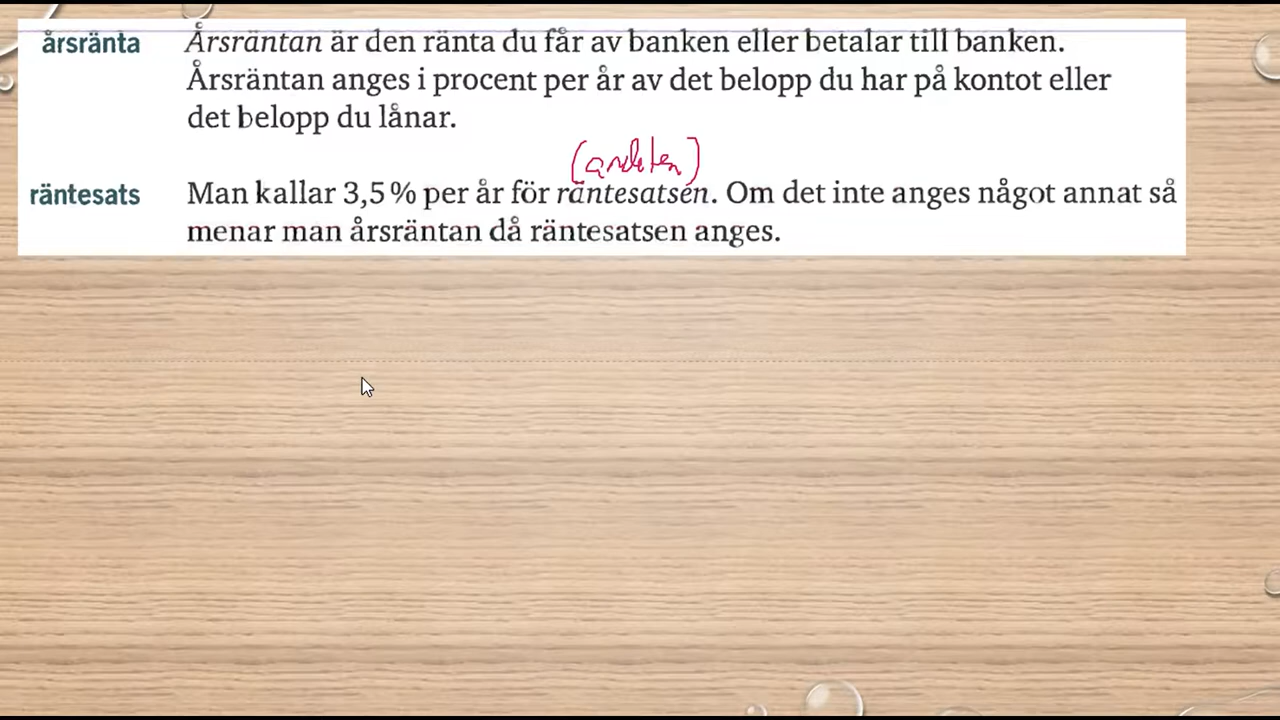 årsränta Årsräntan är den ränta du får av banken eller betalar till banken.
Årsräntan anges i procent per år av det belopp du har på kontot eller
det belopp du lånar.
(andelen)
räntesats Man kallar 3,5 % per år för räntesatsen. Om det inte anges något annat så
menar man årsräntan då räntesatsen anges.